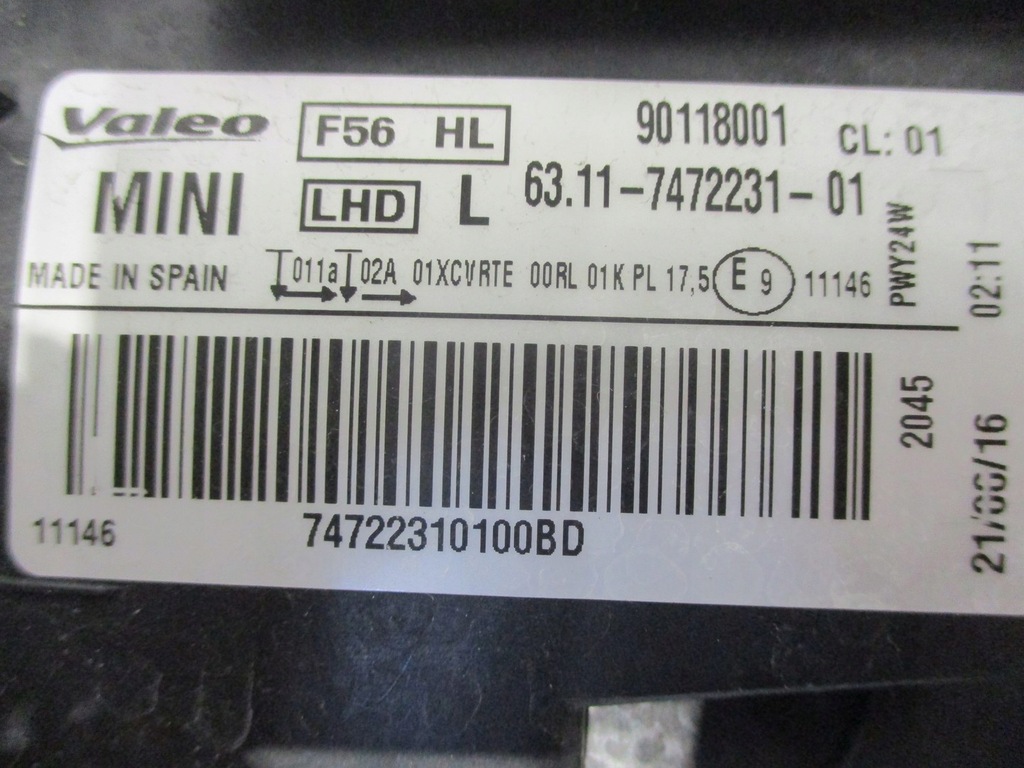 Valeo F56 HL 90118001 CL: 01
MINI LHD L 63.11-7472231-01
MADE IN SPAIN 011a 02A 01XCVRTE 00RL 01K PL 17,5 E 9 11146
PWY24W
02:11
2045
11146 74722310100BD